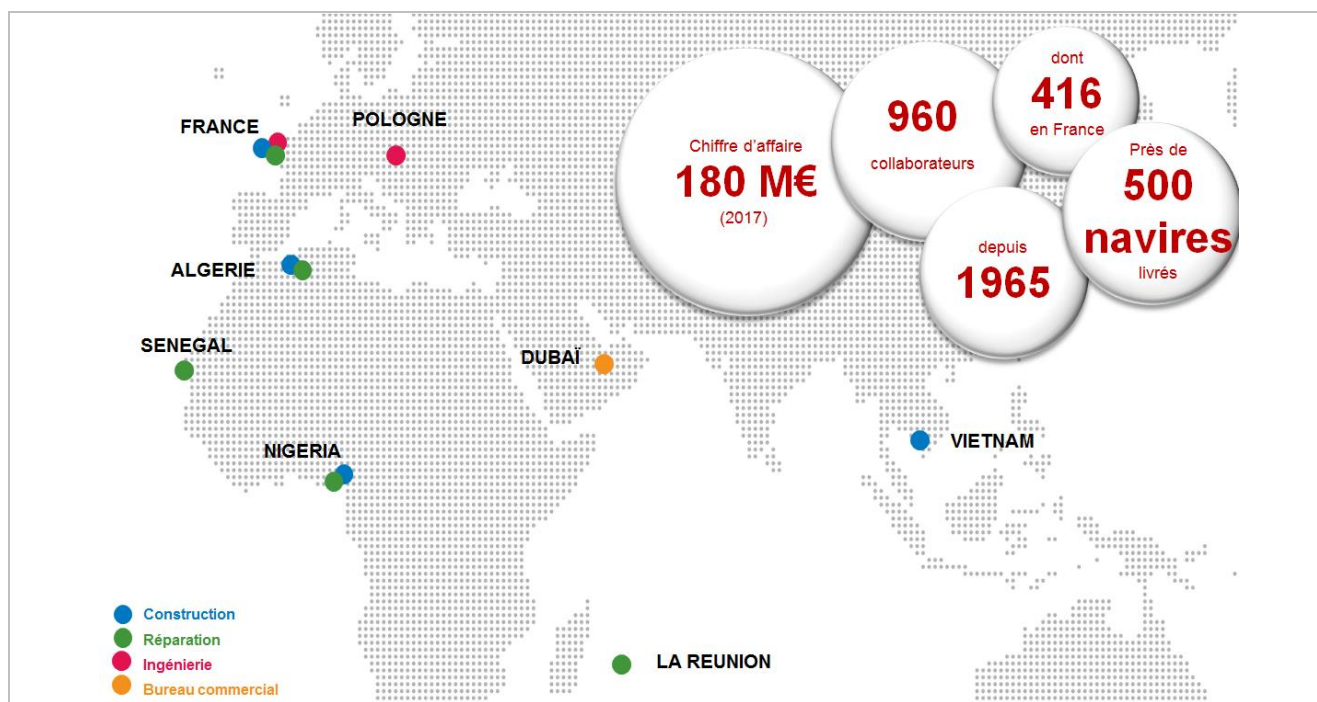 FRANCE
POLOGNE
ALGERIE
SENEGAL
DUBAÏ
NIGERIA
VIETNAM
LA REUNION
Chiffre d’affaire
180 M€
(2017)
960
collaborateurs
dont
416
en France
Près de
500
navires
livrés
depuis
1965
Construction
Réparation
Ingénierie
Bureau commercial